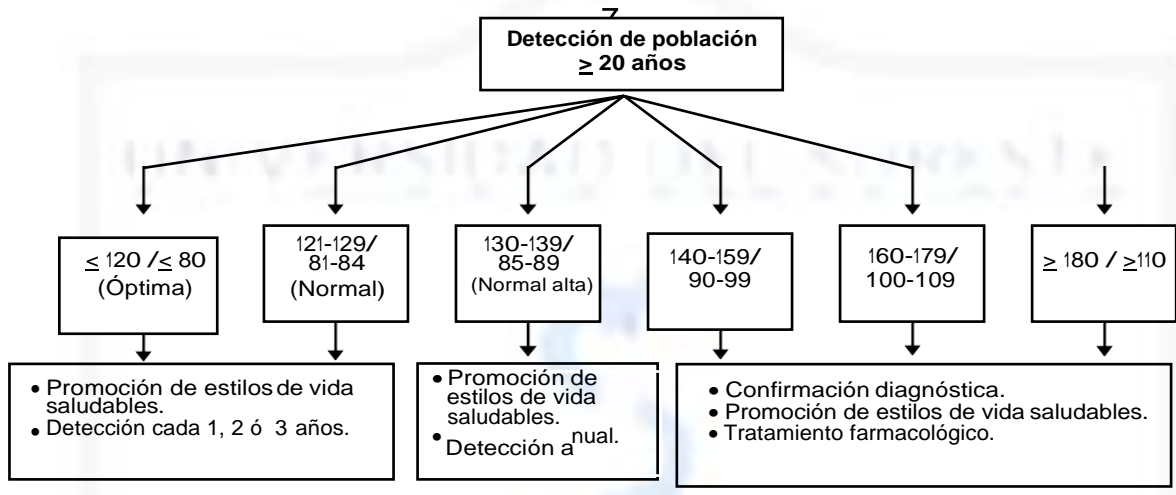 7
Detección de población
≥ 20 años
≤ 120 /≤ 80
(Óptima)
121-129/
81-84
(Normal)
130-139/
85-89
(Normal alta)
140-159/
90-99
160-179/
100-109
≥ 180 / ≥110
• Promoción de estilos de vida
saludables.
• Detección cada 1, 2 ó 3 años.
• Promoción de
estilos de vida
saludables.
• Detección anual.
• Confirmación diagnóstica.
• Promoción de estilos de vida saludables.
• Tratamiento farmacológico.